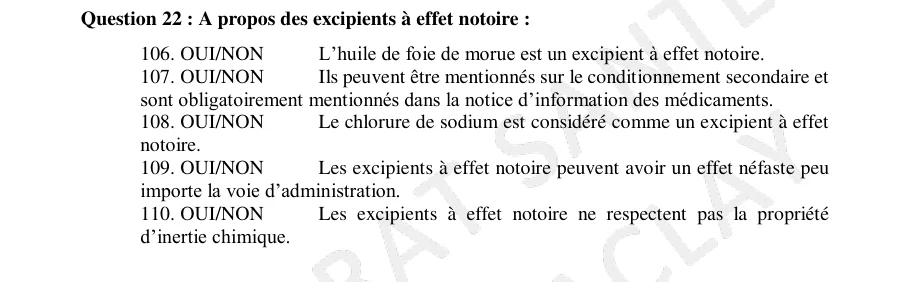 Question 22 : A propos des excipients à effet notoire :
106. OUI/NON L’huile de foie de morue est un excipient à effet notoire.
107. OUI/NON Ils peuvent être mentionnés sur le conditionnement secondaire et
sont obligatoirement mentionnés dans la notice d’information des médicaments.
108. OUI/NON Le chlorure de sodium est considéré comme un excipient à effet
notoire.
109. OUI/NON Les excipients à effet notoire peuvent avoir un effet néfaste peu
importe la voie d’administration.
110. OUI/NON Les excipients à effet notoire ne respectent pas la propriété
d’inertie chimique.